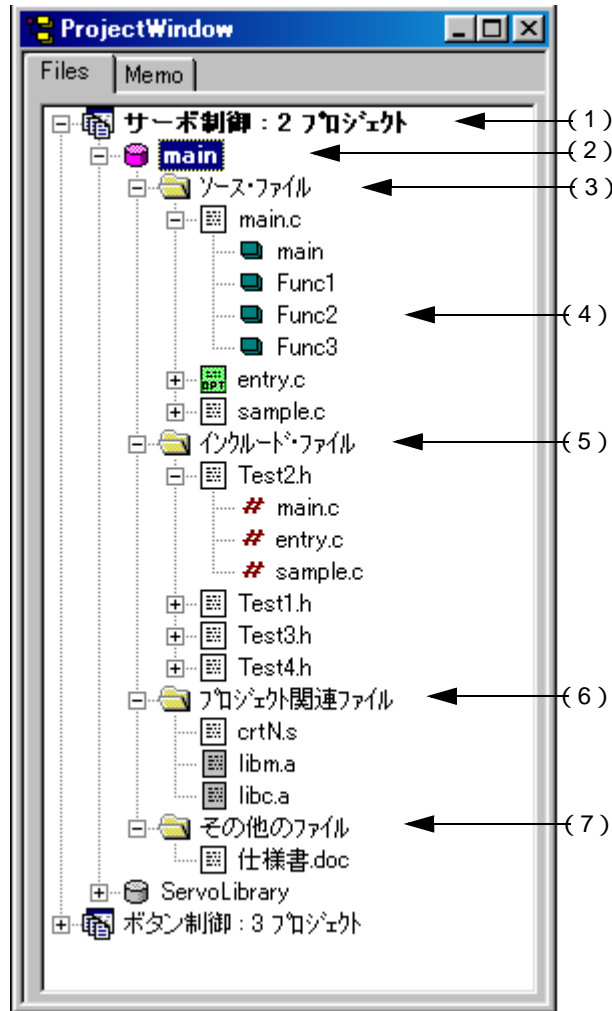 ProjectWindow
Files Memo
サーボ制御 : 2 プロジェクト (1)
main (2)
ソース・ファイル (3)
main.c
main
Func1
Func2 (4)
Func3
OPT entry.c
sample.c
インクルード・ファイル (5)
Test2.h
# main.c
# entry.c
# sample.c
Test1.h
Test3.h
Test4.h
プロジェクト関連ファイル (6)
crtN.s
libm.a
libc.a
その他のファイル (7)
仕様書.doc
ServoLibrary
ボタン制御 : 3 プロジェクト